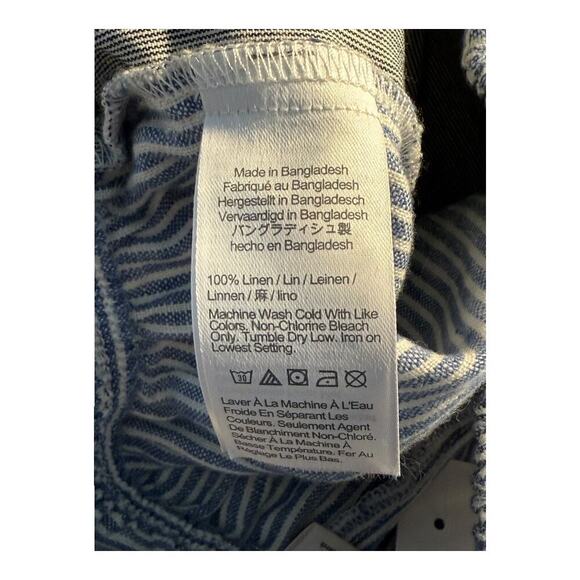 Made in Bangladesh
Fabriqué au Bangladesh
Hergestellt in Bangladesch
Vervaardigd in Bangladesh
バングラディシュ製
hecho en Bangladesh
100% Linen / Lin / Leinen /
Linnen / 麻 / lino
Machine Wash Cold With Like
Colors. Non-Chlorine Bleach
Only. Tumble Dry Low. Iron on
Lowest Setting.
30
Laver À La Machine À L'Eau
Froide En Séparant Les
Couleurs. Seulement Agent
De Blanchiment Non-Chloré.
Sécher À La Machine À
Basse Température. Fer Au
Réglage Le Plus Bas.